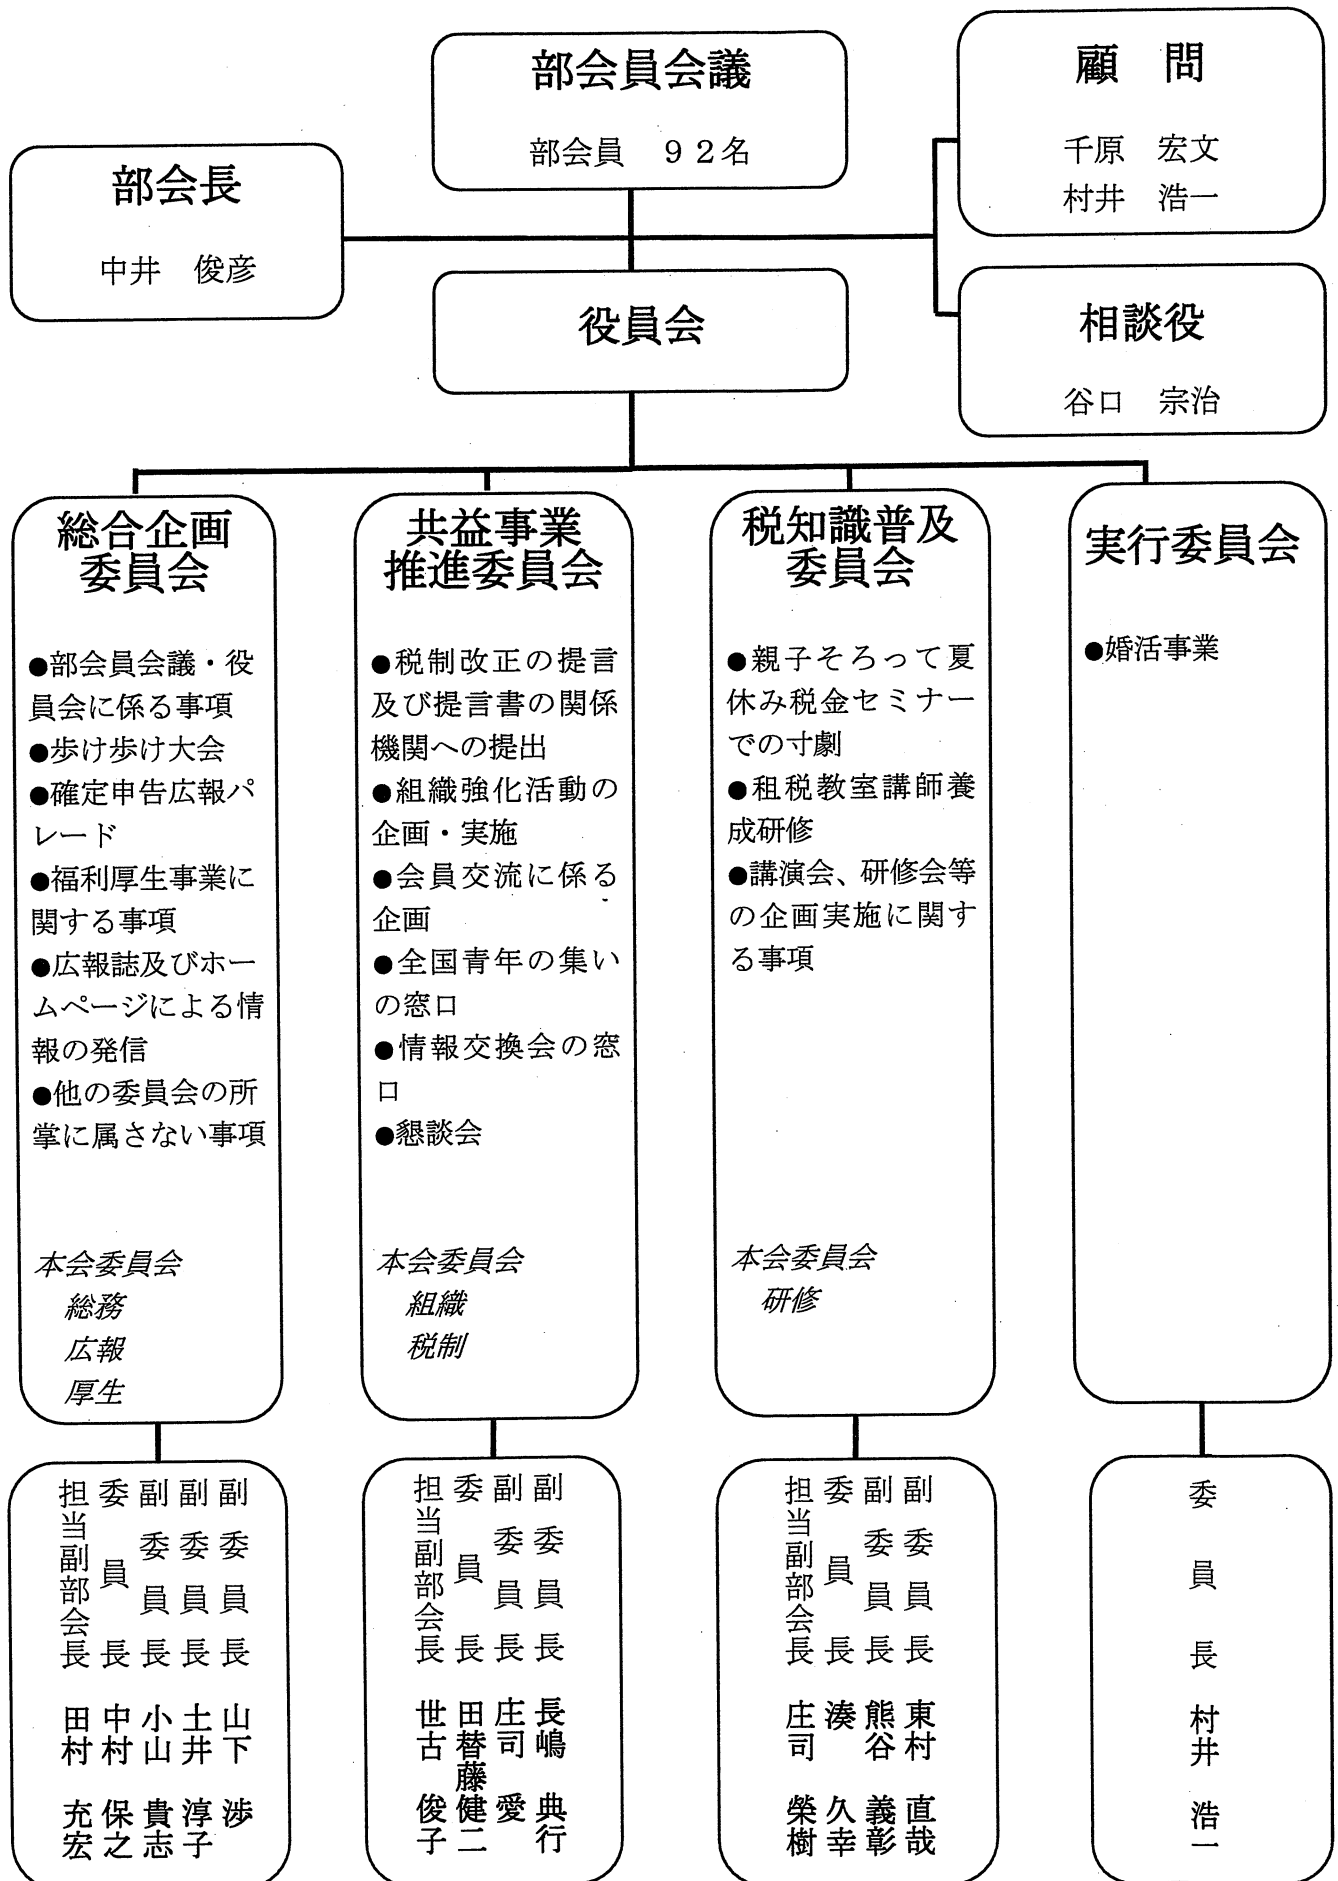 部会員会議
部会員　９２名
顧　問
千原　宏文
村井　浩一
部会長
中井　俊彦
役員会
相談役
谷口　宗治
総合企画
委員会
●部会員会議・役
員会に係る事項
●歩け歩け大会
●確定申告広報パ
レード
●福利厚生事業に
関する事項
●広報誌及びホー
ムページによる情
報の発信
●他の委員会の所
掌に属さない事項
本会委員会
総務
広報
厚生
共益事業
推進委員会
●税制改正の提言
及び提言書の関係
機関への提出
●組織強化活動の
企画・実施
●会員交流に係る
企画
●全国青年の集い
の窓口
●情報交換会の窓
口
●懇談会
本会委員会
組織
税制
税知識普及
委員会
●親子そろって夏
休み税金セミナー
での寸劇
●租税教室講師養
成研修
●講演会、研修会等
の企画実施に関す
る事項
本会委員会
研修
実行委員会
●婚活事業
担当副部会長　田村　充宏
委員長　中村　保之
副委員長　小山　貴志
副委員長　土井　淳子
副委員長　山下　渉
担当副部会長　世古　俊子
委員長　田替藤健二
副委員長　庄司　愛
副委員長　長嶋　典行
担当副部会長　庄司　榮樹
委員長　湊　久幸
副委員長　熊谷　義彰
副委員長　東村　直哉
委員長　村井　浩一